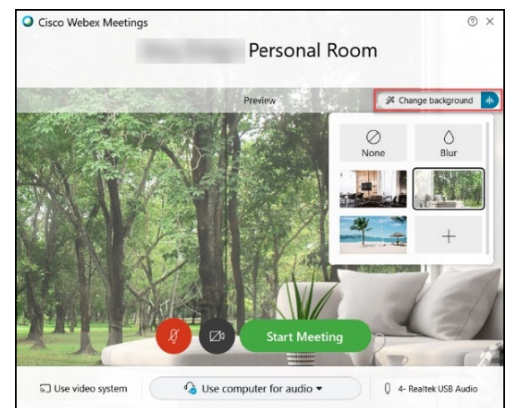 Cisco Webex Meetings
Personal Room
Preview
Change background
None
Blur
Start Meeting
Use video system
Use computer for audio
4- Realtek USB Audio